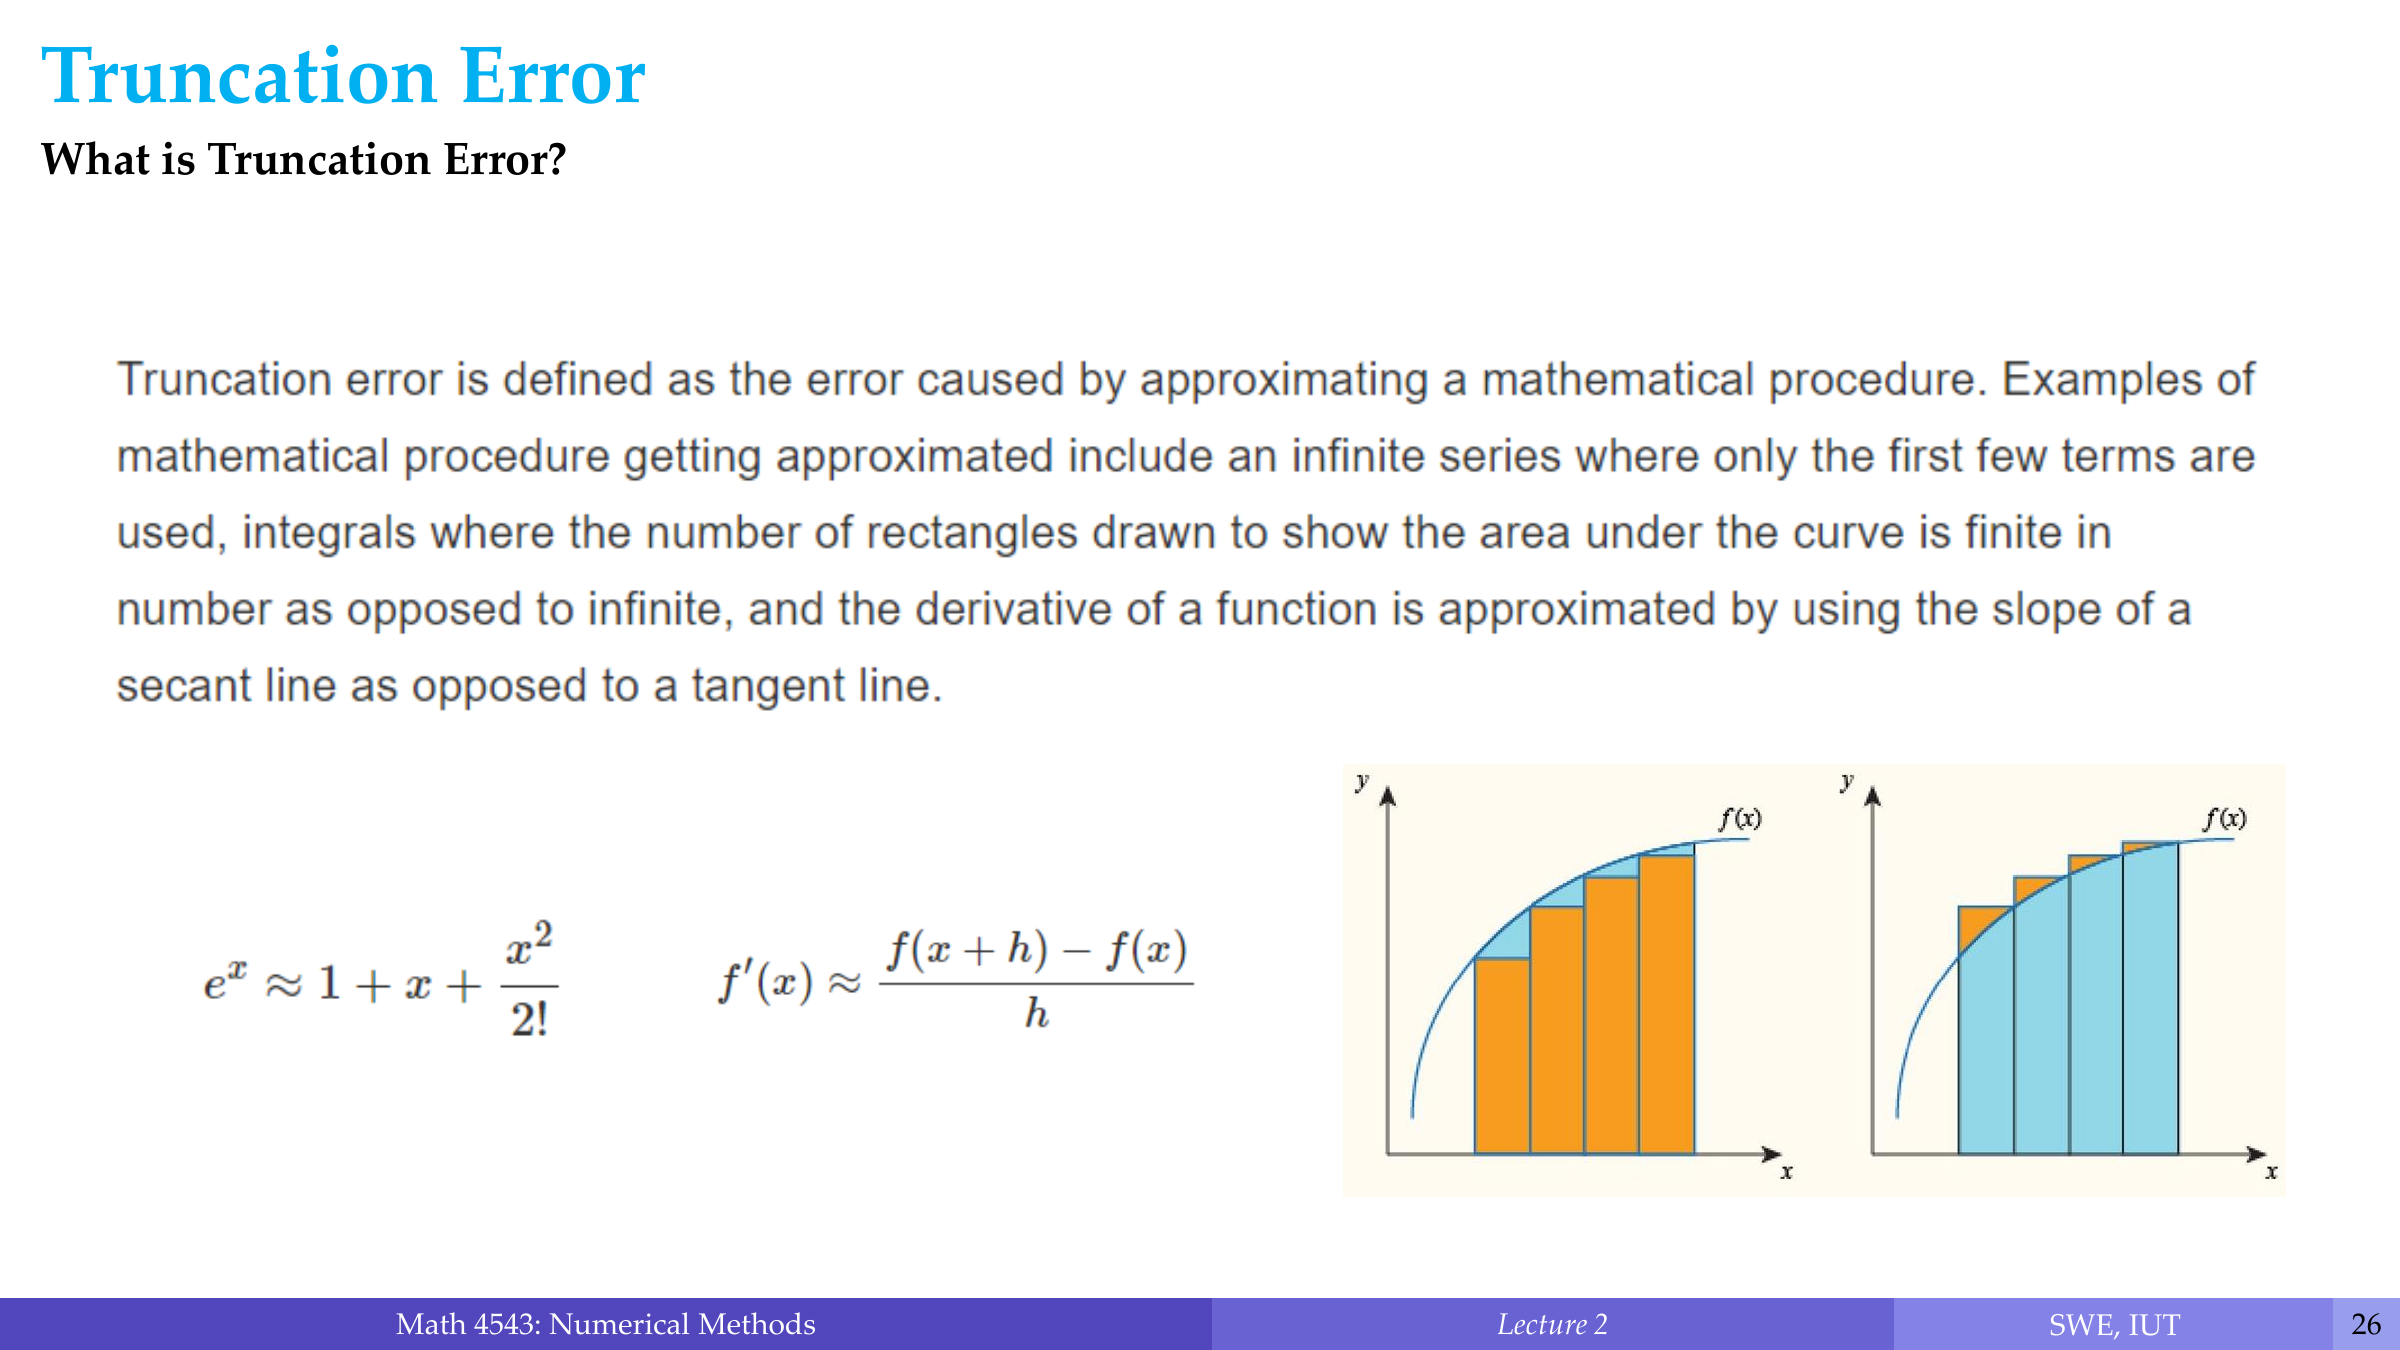 Truncation Error
What is Truncation Error?
Truncation error is defined as the error caused by approximating a mathematical procedure. Examples of
mathematical procedure getting approximated include an infinite series where only the first few terms are
used, integrals where the number of rectangles drawn to show the area under the curve is finite in
number as opposed to infinite, and the derivative of a function is approximated by using the slope of a
secant line as opposed to a tangent line.
e^x ≈ 1 + x + x^2/2!
f′(x) ≈ (f(x + h) − f(x))/h
y
f(x)
x
y
f(x)
x
Math 4543: Numerical Methods
Lecture 2
SWE, IUT
26